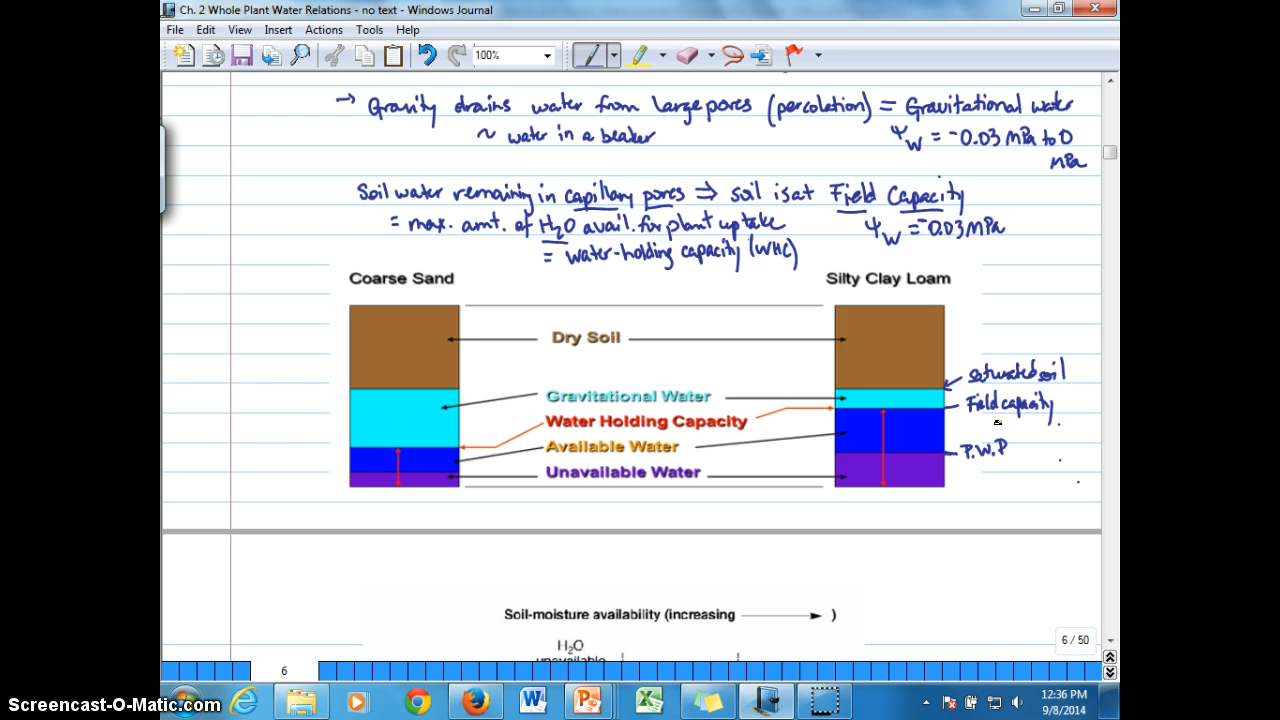 Ch. 2 Whole Plant Water Relations - no text - Windows Journal
File Edit View Insert Actions Tools Help
100%
→ Gravity drains water from large pores (percolation) = Gravitational water
~ water in a beaker
Ψw = -0.03 MPa to 0
MPa
Soil water remaining in capillary pores ⇒ soil is at Field Capacity
= max. amt. of H₂O avail. for plant uptake
Ψw = -0.03 MPa
= water-holding capacity (WHC)
Coarse Sand
Silty Clay Loam
Dry Soil
saturated soil
Gravitational Water
Field capacity
Water Holding Capacity
Available Water
P.W.P
Unavailable Water
Soil-moisture availability (increasing → )
H₂O
unavailable
6 / 50
6
12:36 PM
9/8/2014
Screencast-O-Matic.com